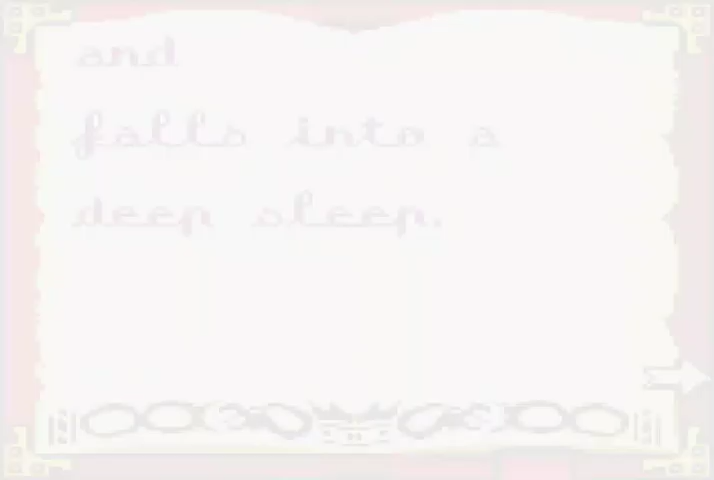 and
falls into a
deep sleep.